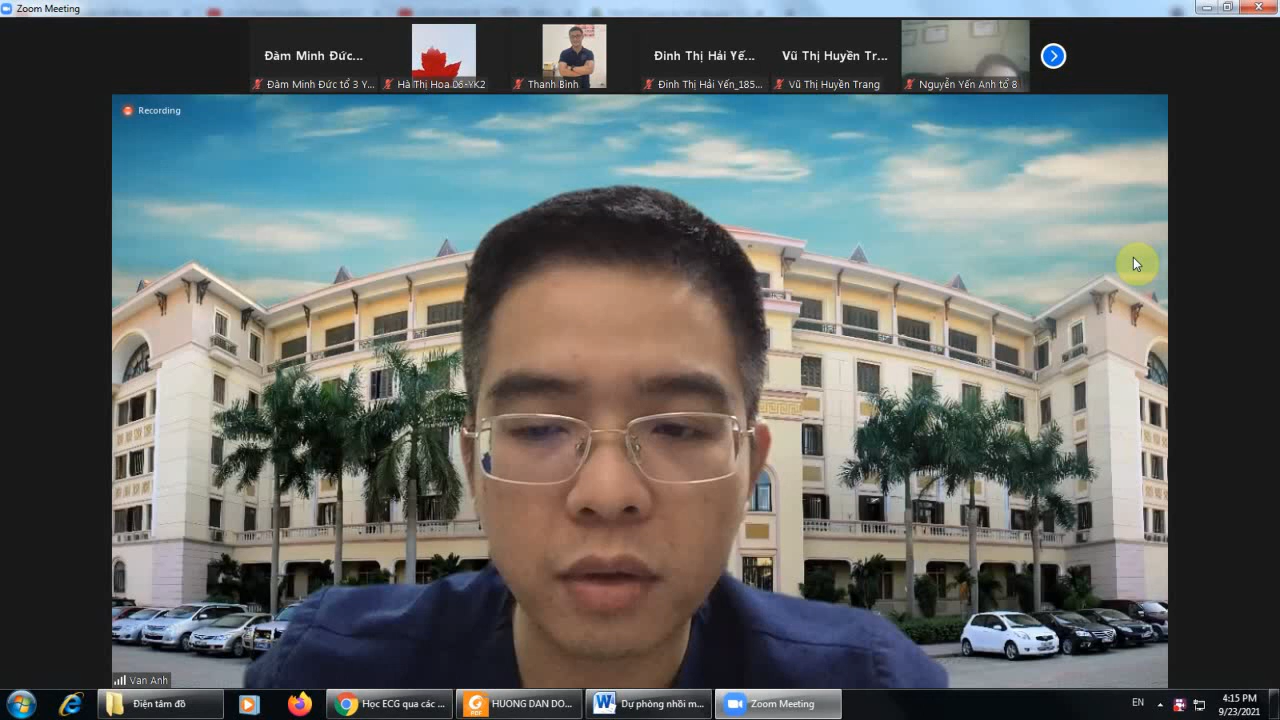 Zoom Meeting
Đàm Minh Đức...
Đinh Thị Hải Yế...
Vũ Thị Huyền Tr...
Đàm Minh Đức tổ 3 Y...
Hà Thị Hoa 06-YK2
Thanh Bình
Đinh Thị Hải Yến_185...
Vũ Thị Huyền Trang
Nguyễn Yến Anh tổ 8
Recording
Van Anh
Điện tâm đồ
Học ECG qua các ...
HUONG DAN DO...
Dự phòng nhồi m...
Zoom Meeting
EN
4:15 PM
9/23/2021